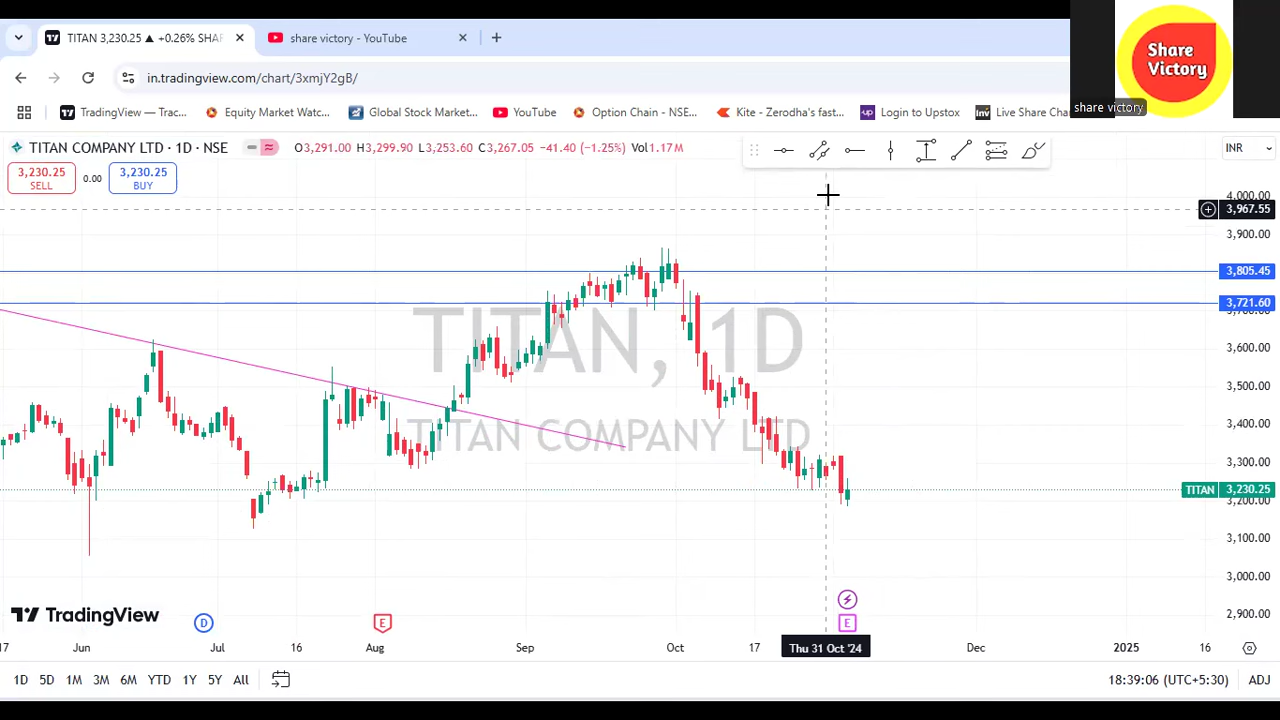 TITAN 3,230.25 ▲ +0.26% SHA
share victory - YouTube
Share
Victory
share victory
in.tradingview.com/chart/3xmjY2gB/
TradingView — Trac...
Equity Market Watc...
Global Stock Market...
YouTube
Option Chain - NSE...
Kite - Zerodha's fast...
Login to Upstox
Live Share Cha
TITAN COMPANY LTD · 1D · NSE
O3,291.00 H3,299.90 L3,253.60 C3,267.05 −41.40 (−1.25%) Vol1.17M
INR
3,230.25
SELL
0.00
3,230.25
BUY
4,000.00
3,967.55
3,900.00
3,805.45
3,721.60
3,700.00
3,600.00
3,500.00
3,400.00
3,300.00
TITAN 3,230.25
3,200.00
3,100.00
3,000.00
2,900.00
TITAN, 1D
TITAN COMPANY LTD
TradingView
D
E
E
17 Jun Jul 16 Aug Sep Oct 17 Thu 31 Oct '24 Dec 2025 16
1D 5D 1M 3M 6M YTD 1Y 5Y All
18:39:06 (UTC+5:30) ADJ